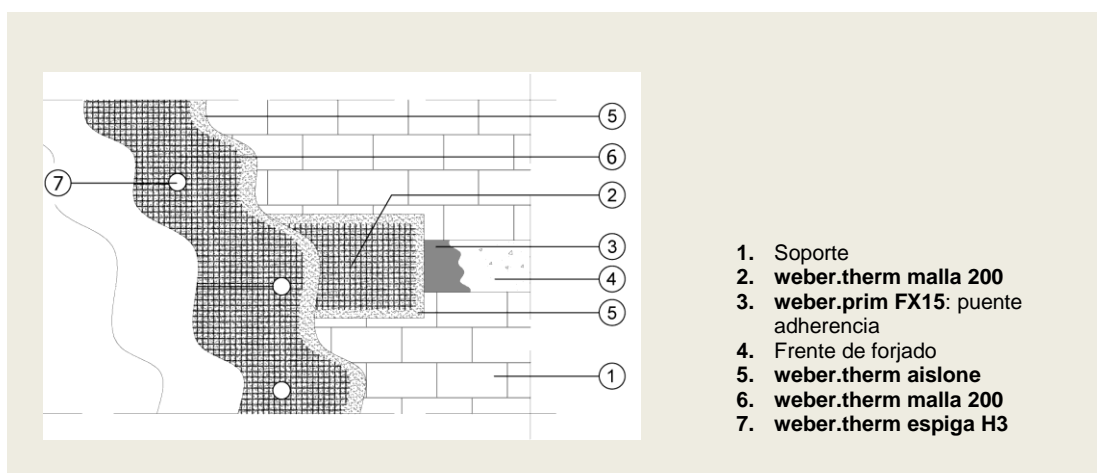 5
6
7
2
3
4
5
1
1. Soporte
2. weber.therm malla 200
3. weber.prim FX15: puente
adherencia
4. Frente de forjado
5. weber.therm aislone
6. weber.therm malla 200
7. weber.therm espiga H3